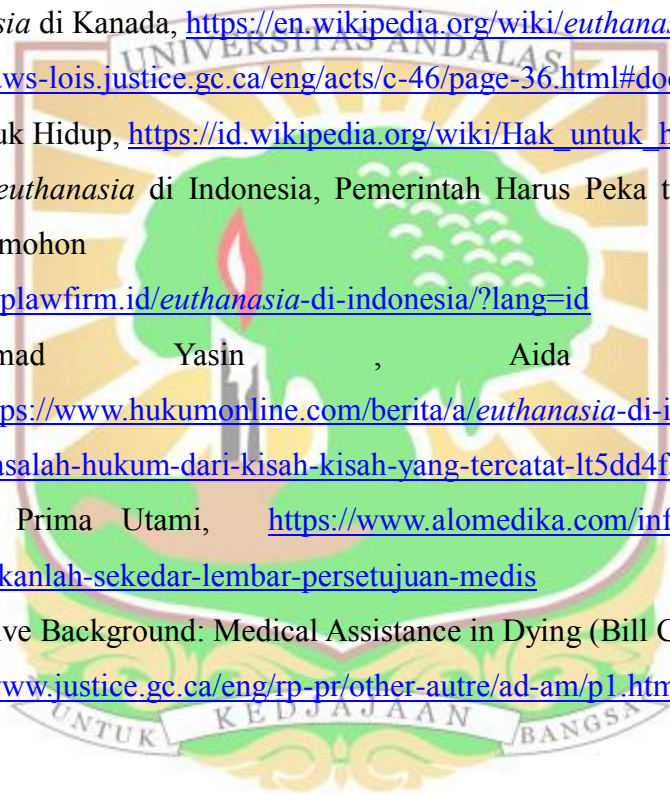 sia di Kanada, https://en.wikipedia.org/wiki/euthanas
UNIVERSITAS ANDALAS
aws-lois.justice.gc.ca/eng/acts/c-46/page-36.html#doc
uk Hidup, https://id.wikipedia.org/wiki/Hak_untuk_h
euthanasia di Indonesia, Pemerintah Harus Peka t
mohon
plawfirm.id/euthanasia-di-indonesia/?lang=id
mad Yasin , Aida
ps://www.hukumonline.com/berita/a/euthanasia-di-i
asalah-hukum-dari-kisah-kisah-yang-tercatat-lt5dd4f
Prima Utami, https://www.alomedika.com/inf
kanlah-sekedar-lembar-persetujuan-medis
ive Background: Medical Assistance in Dying (Bill C
www.justice.gc.ca/eng/rp-pr/other-autre/ad-am/p1.htm
UNTUK KEDJAJAAN BANGSA